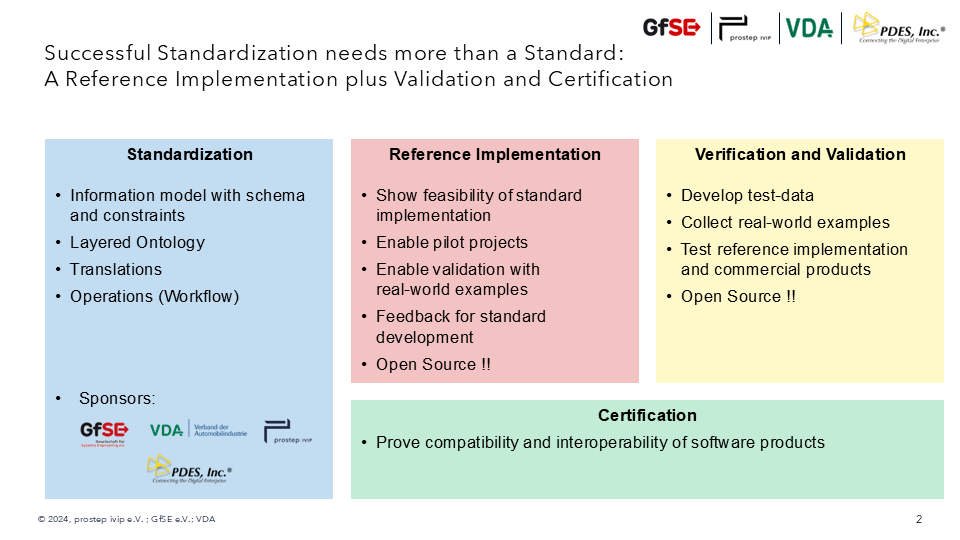 GfSE
prostep IVIP
VDA
PDES, Inc.®
Connecting the Digital Enterprise
Successful Standardization needs more than a Standard:
A Reference Implementation plus Validation and Certification
Standardization
• Information model with schema
and constraints
• Layered Ontology
• Translations
• Operations (Workflow)
• Sponsors:
GfSE
Gesellschaft für
Systems Engineering e.V.
VDA
Verband der
Automobilindustrie
prostep IVIP
PDES, Inc.®
Connecting the Digital Enterprise
Reference Implementation
• Show feasibility of standard
implementation
• Enable pilot projects
• Enable validation with
real-world examples
• Feedback for standard
development
• Open Source !!
Verification and Validation
• Develop test-data
• Collect real-world examples
• Test reference implementation
and commercial products
• Open Source !!
Certification
• Prove compatibility and interoperability of software products
© 2024, prostep ivip e.V. ; GfSE e.V.; VDA
2